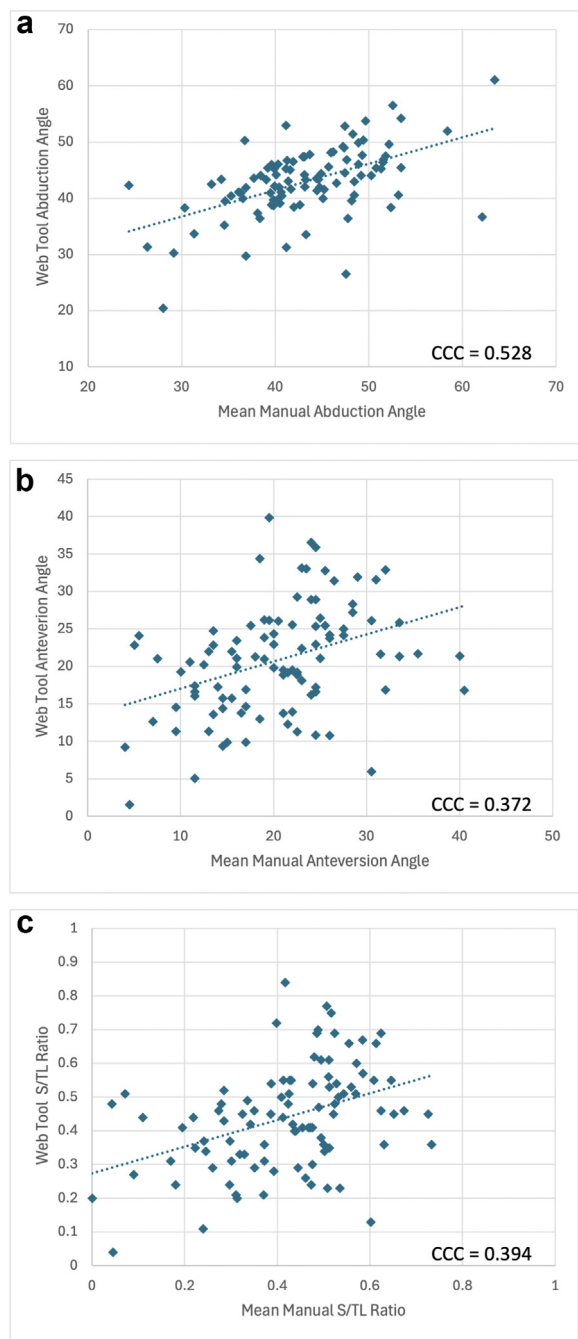 a
70
60
50
40
30
20
10
Web Tool Abduction Angle
CCC = 0.528
20 30 40 50 60 70
Mean Manual Abduction Angle
b
45
40
35
30
25
20
15
10
5
0
Web Tool Anteverion Angle
CCC = 0.372
0 10 20 30 40 50
Mean Manual Anteversion Angle
c
1
0.9
0.8
0.7
0.6
0.5
0.4
0.3
0.2
0.1
0
Web Tool S/TL Ratio
CCC = 0.394
0 0.2 0.4 0.6 0.8 1
Mean Manual S/TL Ratio